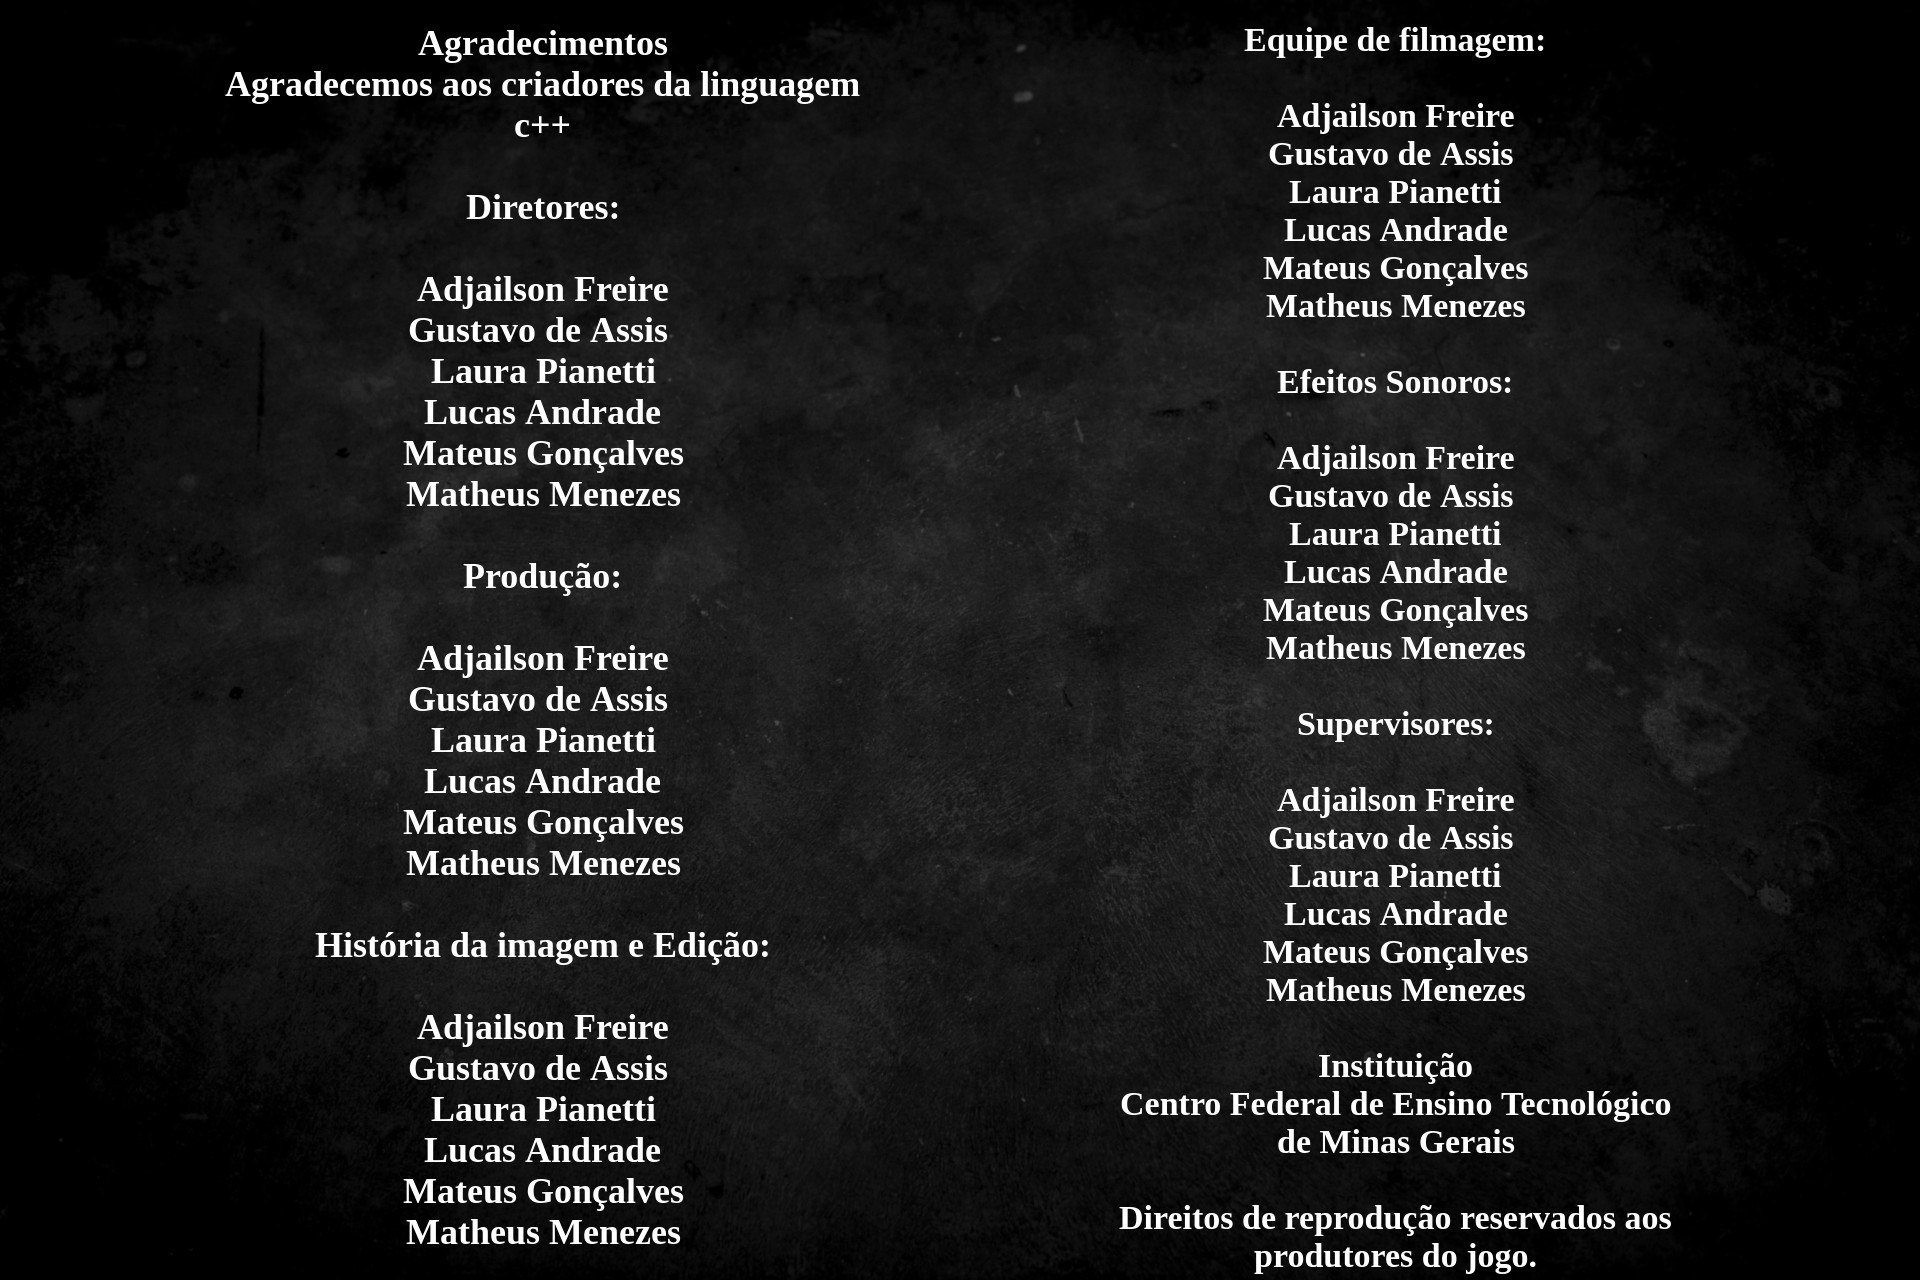 Agradecimentos
Agradecemos aos criadores da linguagem
c++
Diretores:
Adjailson Freire
Gustavo de Assis
Laura Pianetti
Lucas Andrade
Mateus Gonçalves
Matheus Menezes
Produção:
Adjailson Freire
Gustavo de Assis
Laura Pianetti
Lucas Andrade
Mateus Gonçalves
Matheus Menezes
História da imagem e Edição:
Adjailson Freire
Gustavo de Assis
Laura Pianetti
Lucas Andrade
Mateus Gonçalves
Matheus Menezes
Equipe de filmagem:
Adjailson Freire
Gustavo de Assis
Laura Pianetti
Lucas Andrade
Mateus Gonçalves
Matheus Menezes
Efeitos Sonoros:
Adjailson Freire
Gustavo de Assis
Laura Pianetti
Lucas Andrade
Mateus Gonçalves
Matheus Menezes
Supervisores:
Adjailson Freire
Gustavo de Assis
Laura Pianetti
Lucas Andrade
Mateus Gonçalves
Matheus Menezes
Instituição
Centro Federal de Ensino Tecnológico
de Minas Gerais
Direitos de reprodução reservados aos
produtores do jogo.